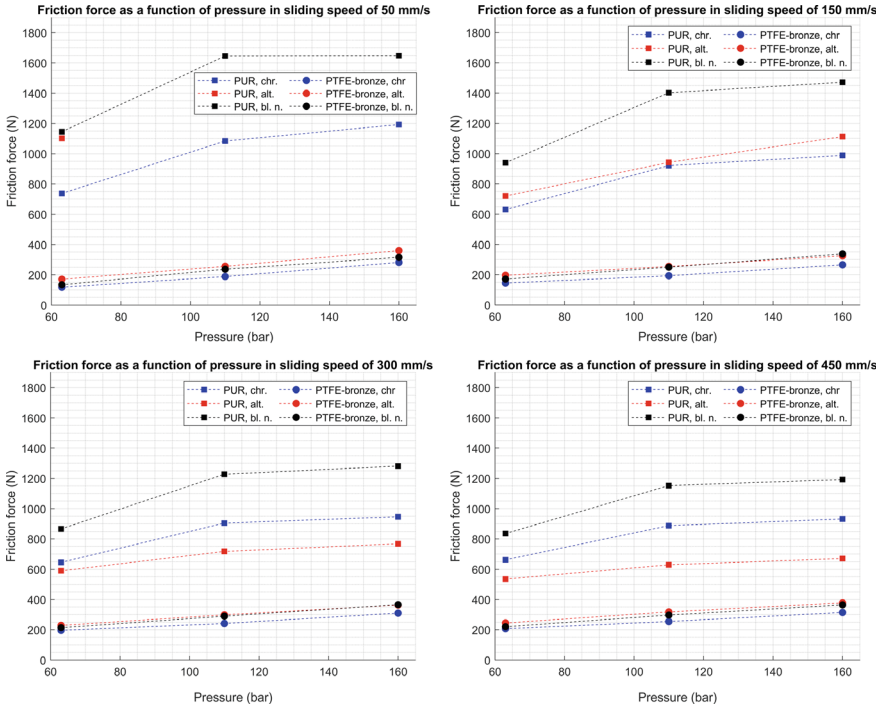 Friction force as a function of pressure in sliding speed of 50 mm/s
1800
1600
1400
1200
1000
800
600
400
200
0
Friction force (N)
PUR, chr. PTFE-bronze, chr
PUR, alt. PTFE-bronze, alt.
PUR, bl. n. PTFE-bronze, bl. n.
60 80 100 120 140 160
Pressure (bar)
Friction force as a function of pressure in sliding speed of 150 mm/s
1800
1600
1400
1200
1000
800
600
400
200
0
Friction force (N)
PUR, chr. PTFE-bronze, chr
PUR, alt. PTFE-bronze, alt.
PUR, bl. n. PTFE-bronze, bl. n.
60 80 100 120 140 160
Pressure (bar)
Friction force as a function of pressure in sliding speed of 300 mm/s
1800
1600
1400
1200
1000
800
600
400
200
0
Friction force (N)
PUR, chr. PTFE-bronze, chr
PUR, alt. PTFE-bronze, alt.
PUR, bl. n. PTFE-bronze, bl. n.
60 80 100 120 140 160
Pressure (bar)
Friction force as a function of pressure in sliding speed of 450 mm/s
1800
1600
1400
1200
1000
800
600
400
200
0
Friction force (N)
PUR, chr. PTFE-bronze, chr
PUR, alt. PTFE-bronze, alt.
PUR, bl. n. PTFE-bronze, bl. n.
60 80 100 120 140 160
Pressure (bar)